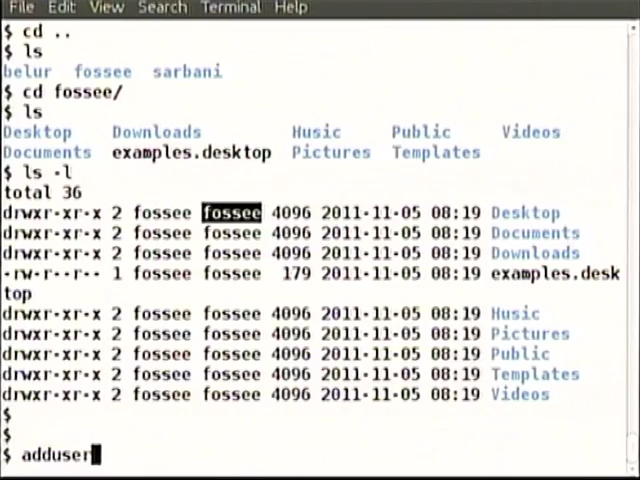 File Edit View Search Terminal Help
$ cd ..
$ ls
belur fossee sarbani
$ cd fossee/
$ ls
Desktop Downloads Music Public Videos
Documents examples.desktop Pictures Templates
$ ls -l
total 36
drwxr-xr-x 2 fossee fossee 4096 2011-11-05 08:19 Desktop
drwxr-xr-x 2 fossee fossee 4096 2011-11-05 08:19 Documents
drwxr-xr-x 2 fossee fossee 4096 2011-11-05 08:19 Downloads
-rw-r--r-- 1 fossee fossee 179 2011-11-05 08:19 examples.desk
top
drwxr-xr-x 2 fossee fossee 4096 2011-11-05 08:19 Music
drwxr-xr-x 2 fossee fossee 4096 2011-11-05 08:19 Pictures
drwxr-xr-x 2 fossee fossee 4096 2011-11-05 08:19 Public
drwxr-xr-x 2 fossee fossee 4096 2011-11-05 08:19 Templates
drwxr-xr-x 2 fossee fossee 4096 2011-11-05 08:19 Videos
$
$
$ adduser